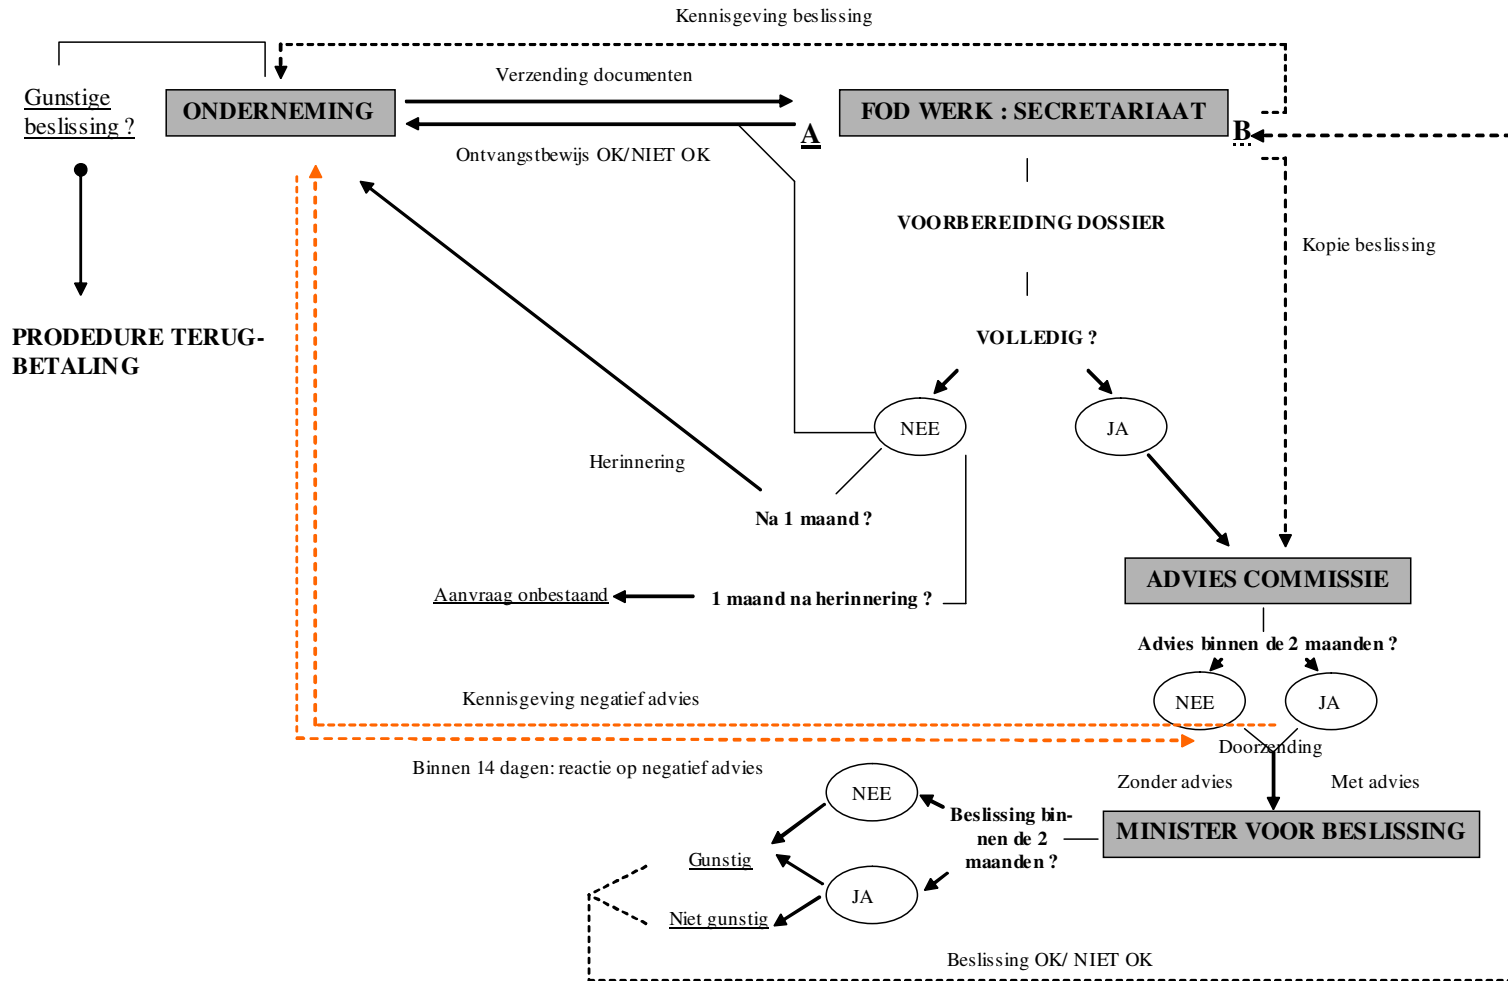 Kennisgeving beslissing
Verzending documenten
Gunstige
beslissing ?
ONDERNEMING
FOD WERK : SECRETARIAAT
A
B
Ontvangstbewijs OK/NIET OK
VOORBEREIDING DOSSIER
Kopie beslissing
PRODEDURE TERUG-
BETALING
VOLLEDIG ?
NEE
JA
Herinnering
Na 1 maand ?
ADVIES COMMISSIE
Aanvraag onbestaand
1 maand na herinnering ?
Advies binnen de 2 maanden ?
Kennisgeving negatief advies
NEE
JA
Doorzending
Binnen 14 dagen: reactie op negatief advies
Zonder advies
Met advies
NEE
Beslissing bin-
nen de 2
maanden ?
MINISTER VOOR BESLISSING
Gunstig
JA
Niet gunstig
Beslissing OK/ NIET OK